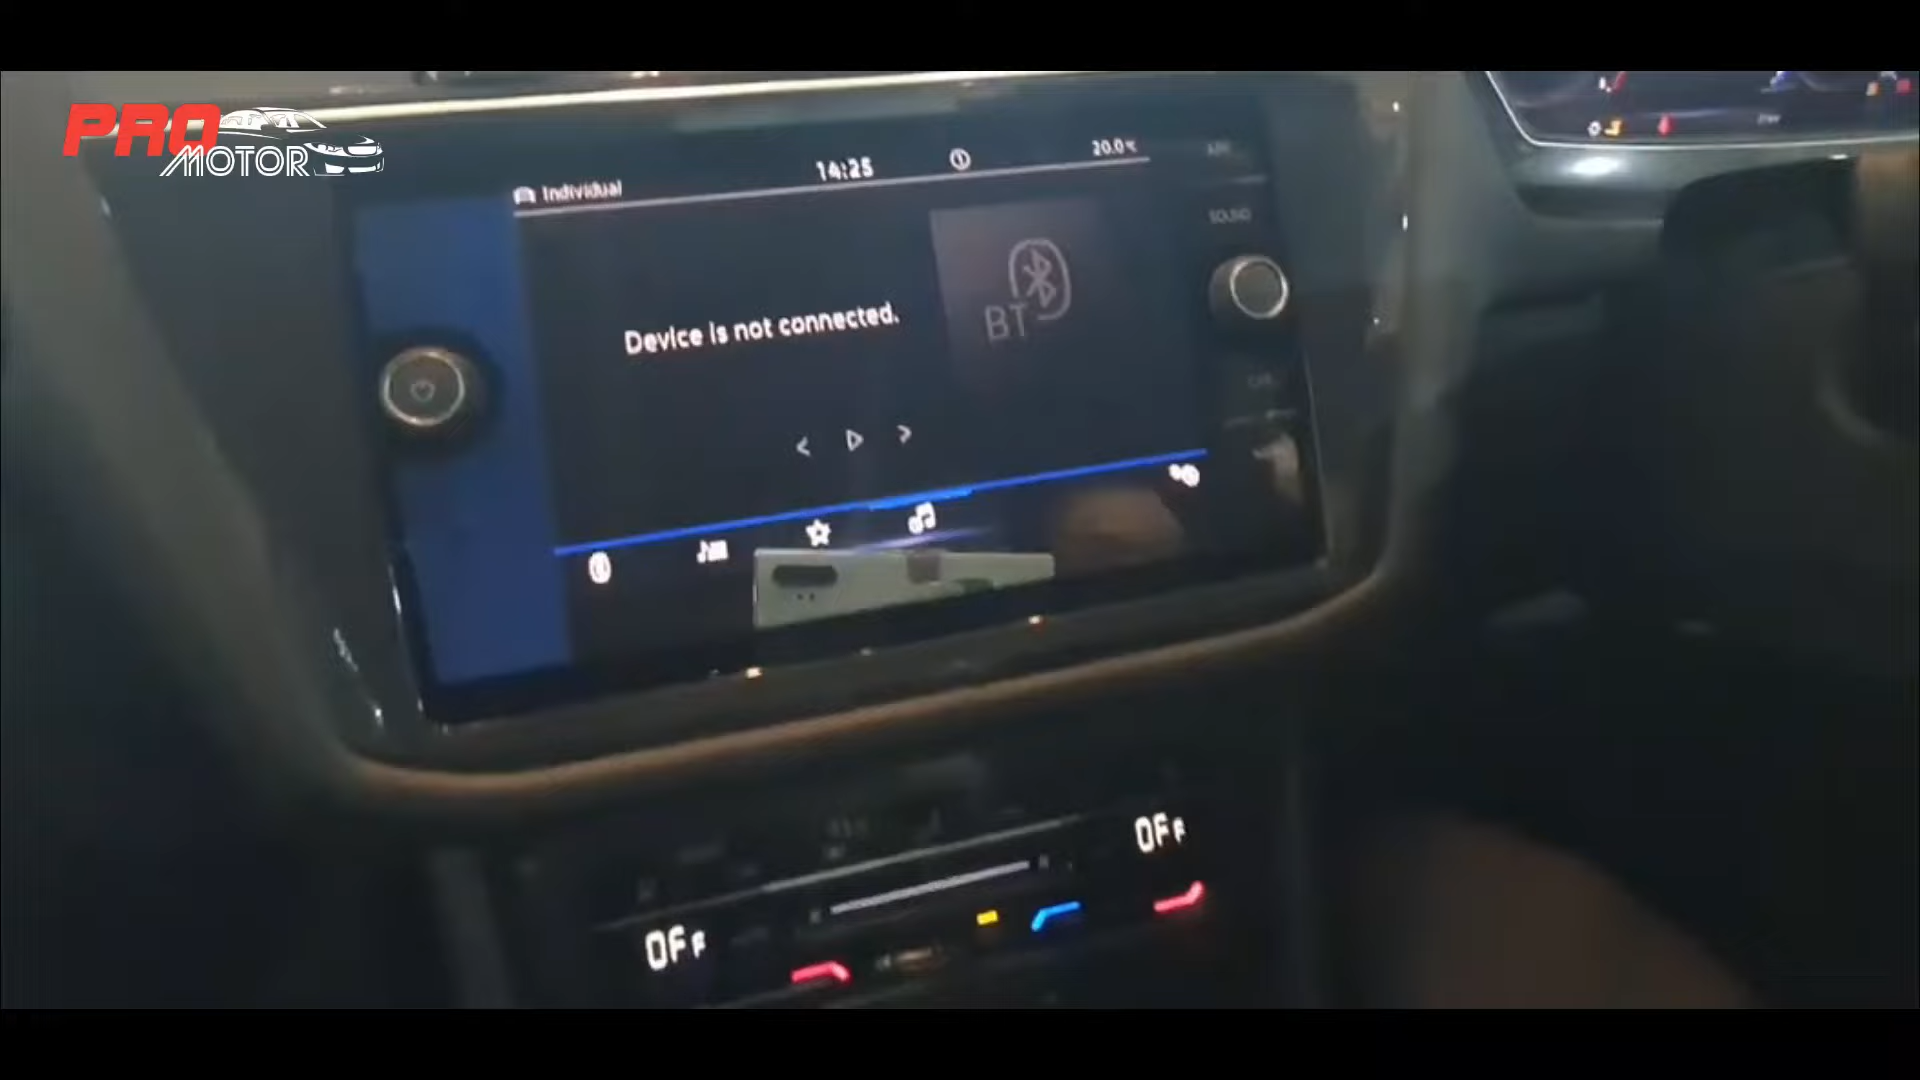 PRO
MOTOR
Individual
14:25
20.0°C
SOUND
Device is not connected.
BT
OFF
OFF